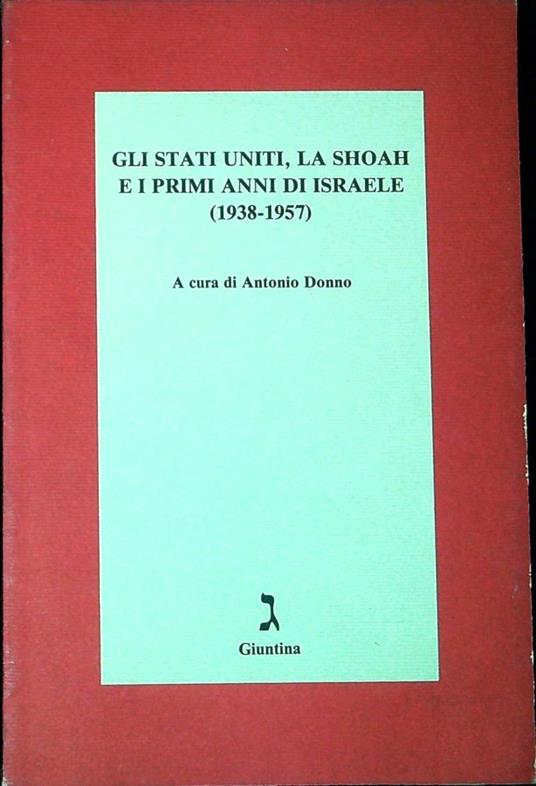 GLI STATI UNITI, LA SHOAH
E I PRIMI ANNI DI ISRAELE
(1938-1957)
A cura di Antonio Donno
ג
Giuntina